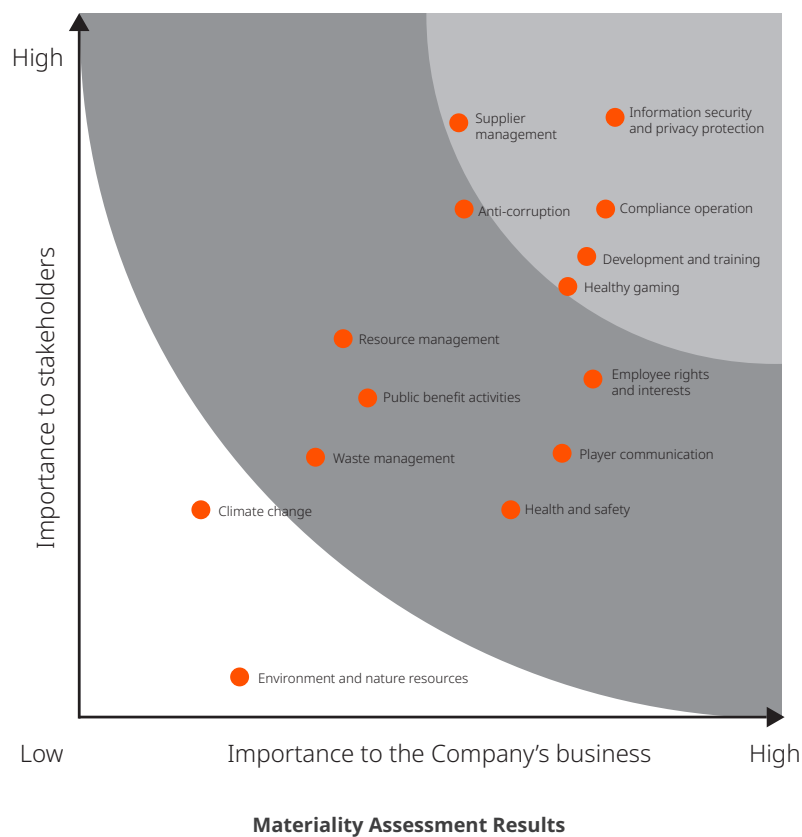 High
Supplier
management
Information security
and privacy protection
Anti-corruption
Compliance operation
Development and training
Healthy gaming
Importance to stakeholders
Resource management
Employee rights
and interests
Public benefit activities
Waste management
Player communication
Climate change
Health and safety
Environment and nature resources
Low
Importance to the Company’s business
High
Materiality Assessment Results